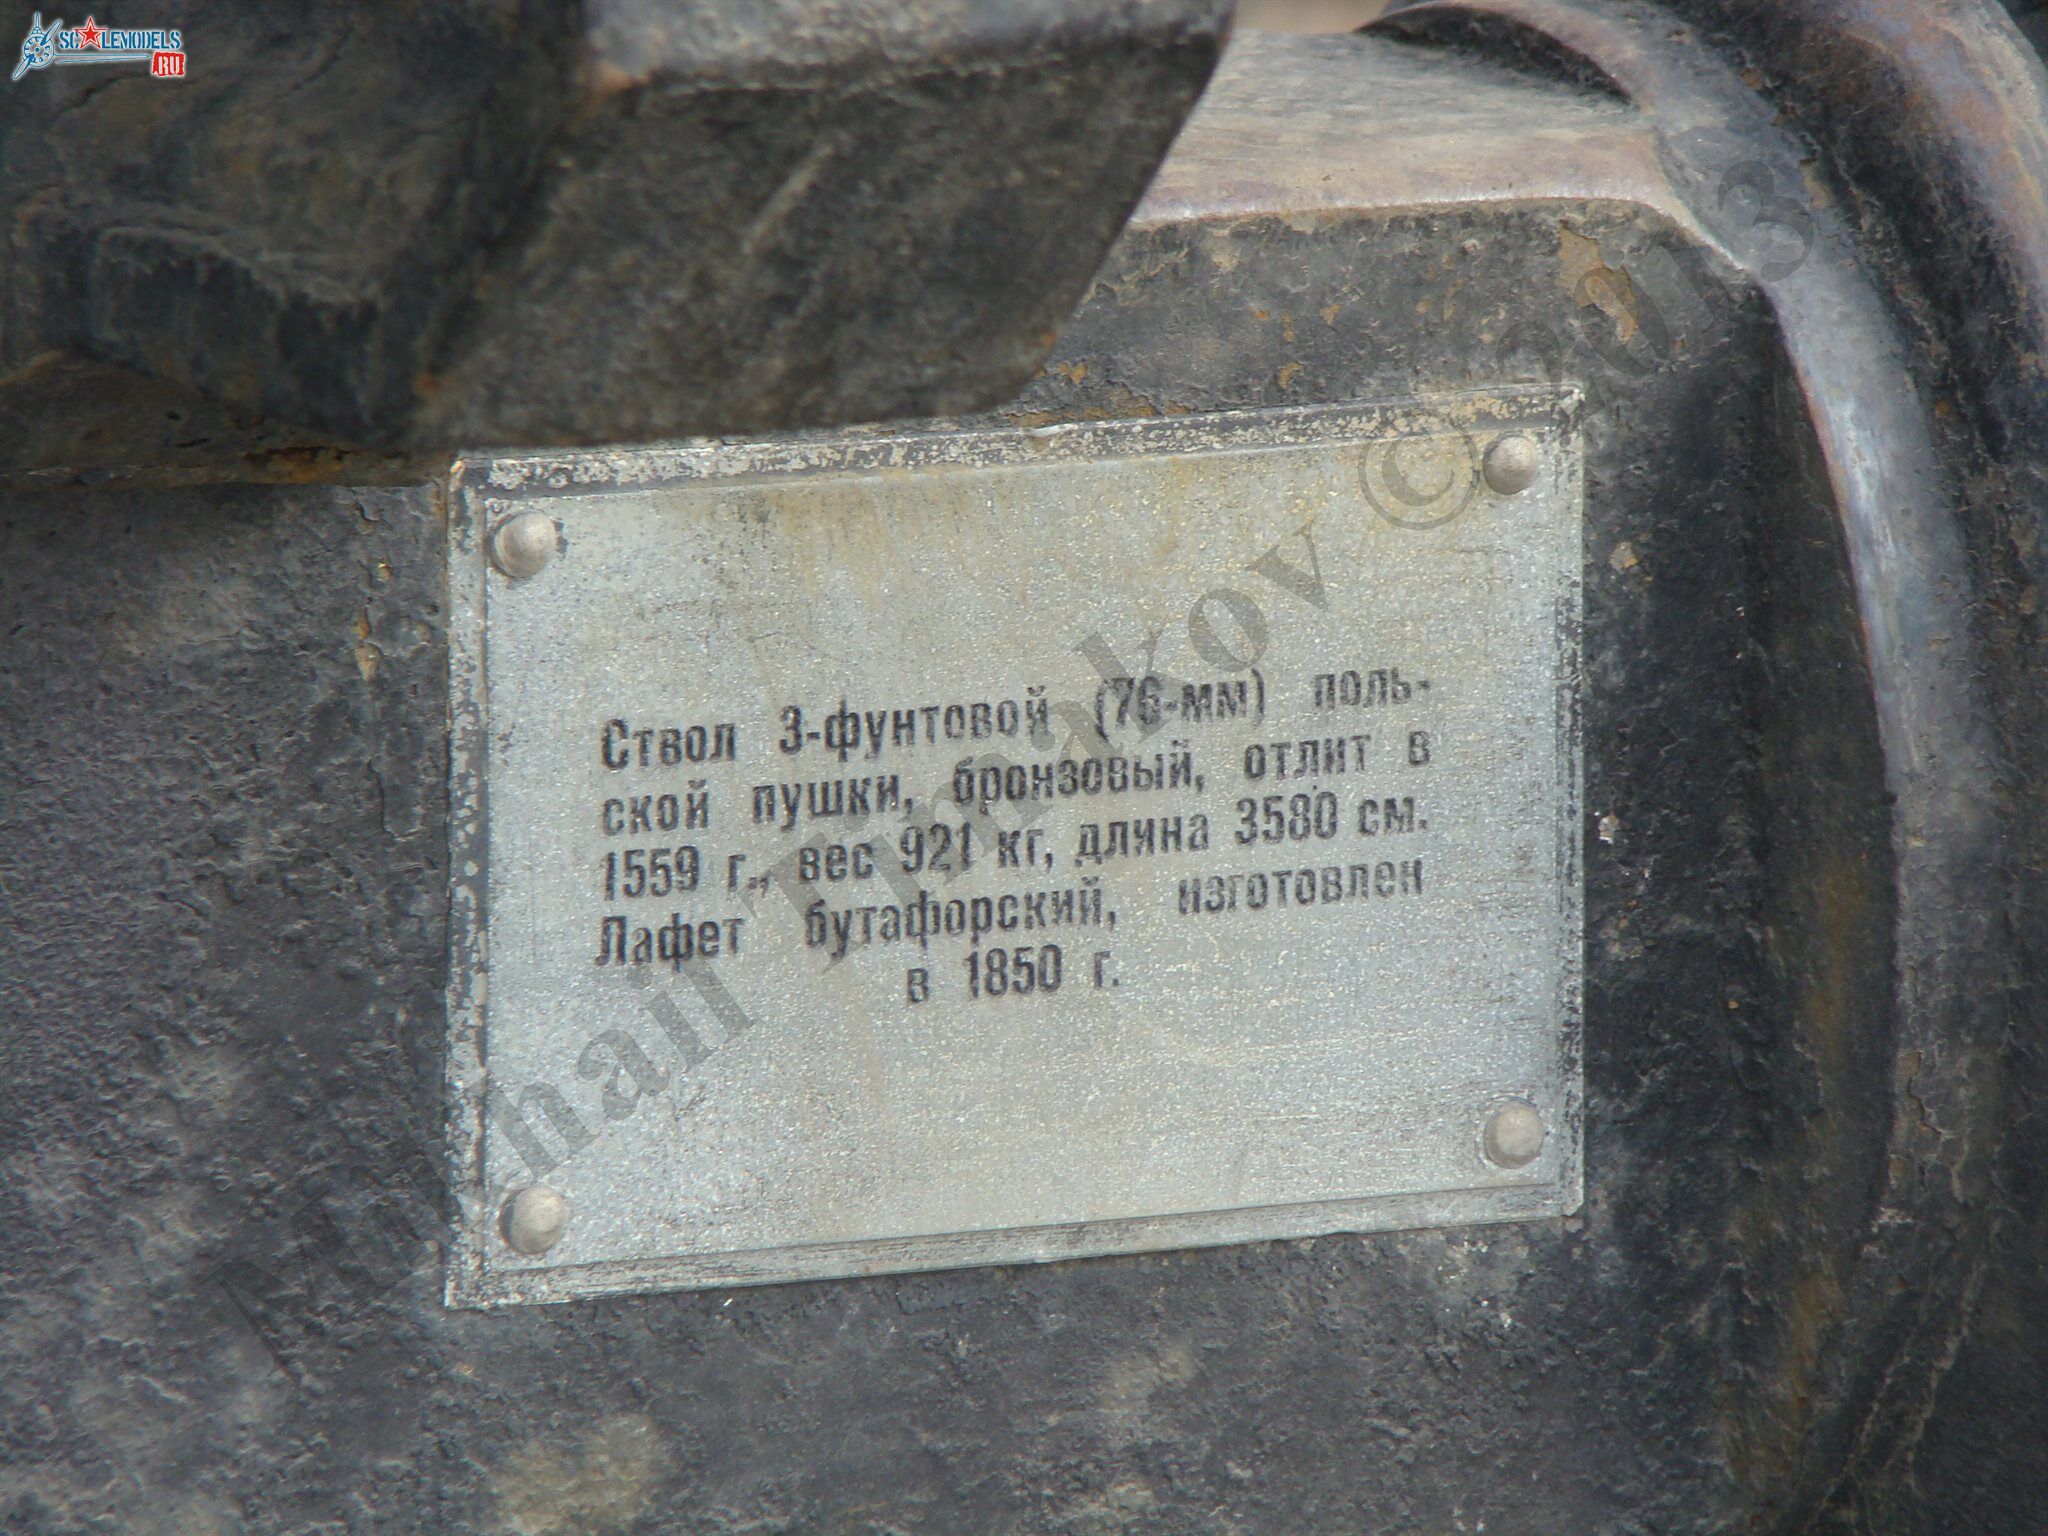 SCALEMODELS
RU
Ствол 3-фунтовой (76-мм) поль-
ской пушки, бронзовый, отлит в
1559 г., вес 921 кг, длина 3580 см.
Лафет бутафорский, изготовлен
в 1850 г.
Mikhail Timakov © 2013